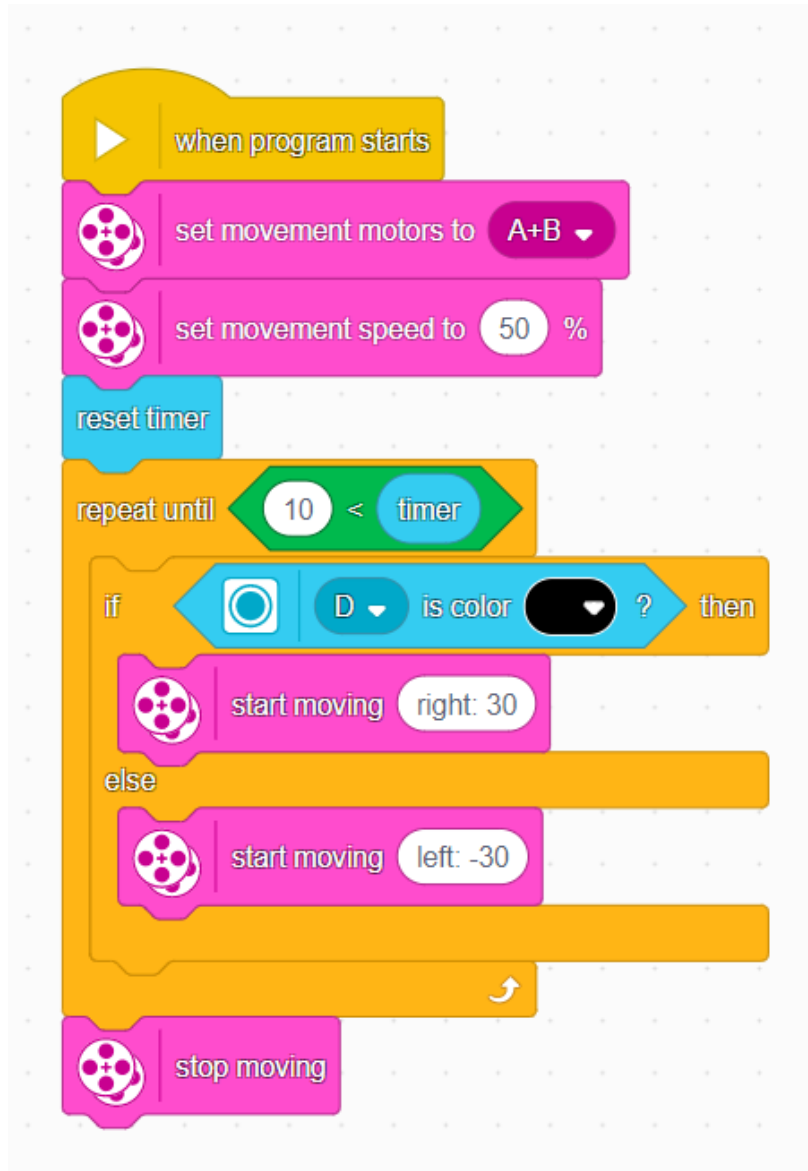 when program starts
set movement motors to A+B
set movement speed to 50 %
reset timer
repeat until 10 < timer
if D is color ? then
start moving right: 30
else
start moving left: -30
stop moving